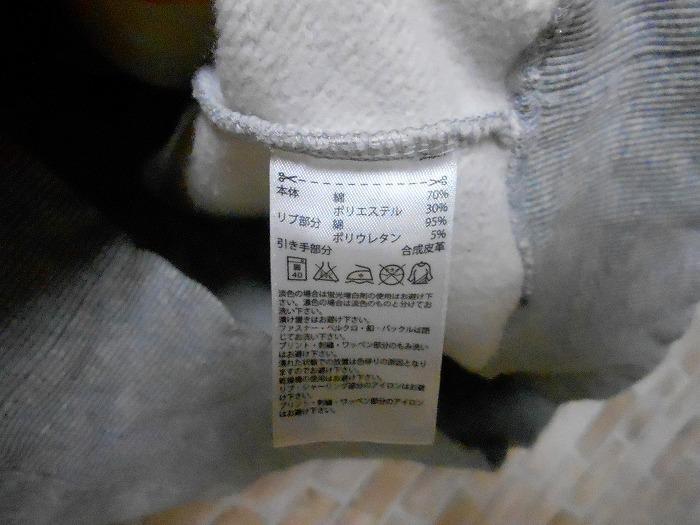 本体 綿 70%
ポリエステル 30%
リブ部分 綿 95%
ポリウレタン 5%
引き手部分 合成皮革
弱
40
淡色の場合は蛍光増白剤の使用はお避け下
さい。濃色の場合は淡色のものと分けてお
洗い下さい。
漬け置きはお避け下さい。
ファスナー・ベルクロ・釦・バックルは閉
じてお洗い下さい。
プリント・刺繍・ワッペン部分のもみ洗い
はお避け下さい。
濡れた状態での放置は色移りの原因となり
ますのでお避け下さい。
乾燥機の使用はお避け下さい。
リブ・シャーリング部分のアイロンはお避
け下さい。
プリント・刺繍・ワッペン部分のアイロン
はお避け下さい。